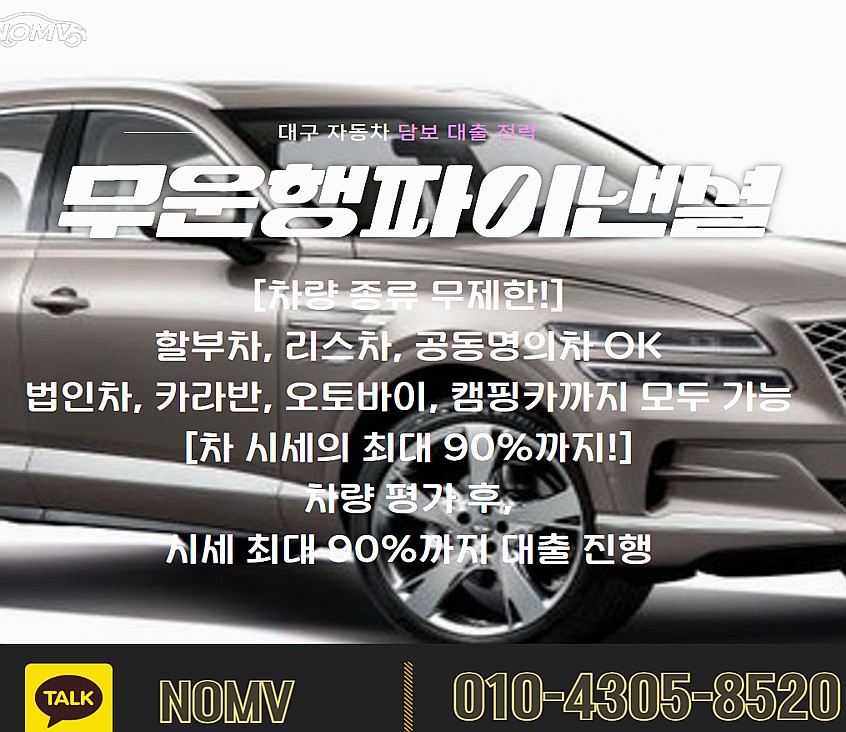 NOMV
대구 자동차 담보 대출 전략
무운행파이낸셜
[차량 종류 무제한!]
할부차, 리스차, 공동명의차 OK
법인차, 카라반, 오토바이, 캠핑카까지 모두 가능
[차 시세의 최대 90%까지!]
차량 평가 후,
시세 최대 90%까지 대출 진행
TALK NOMV 010-4305-8520